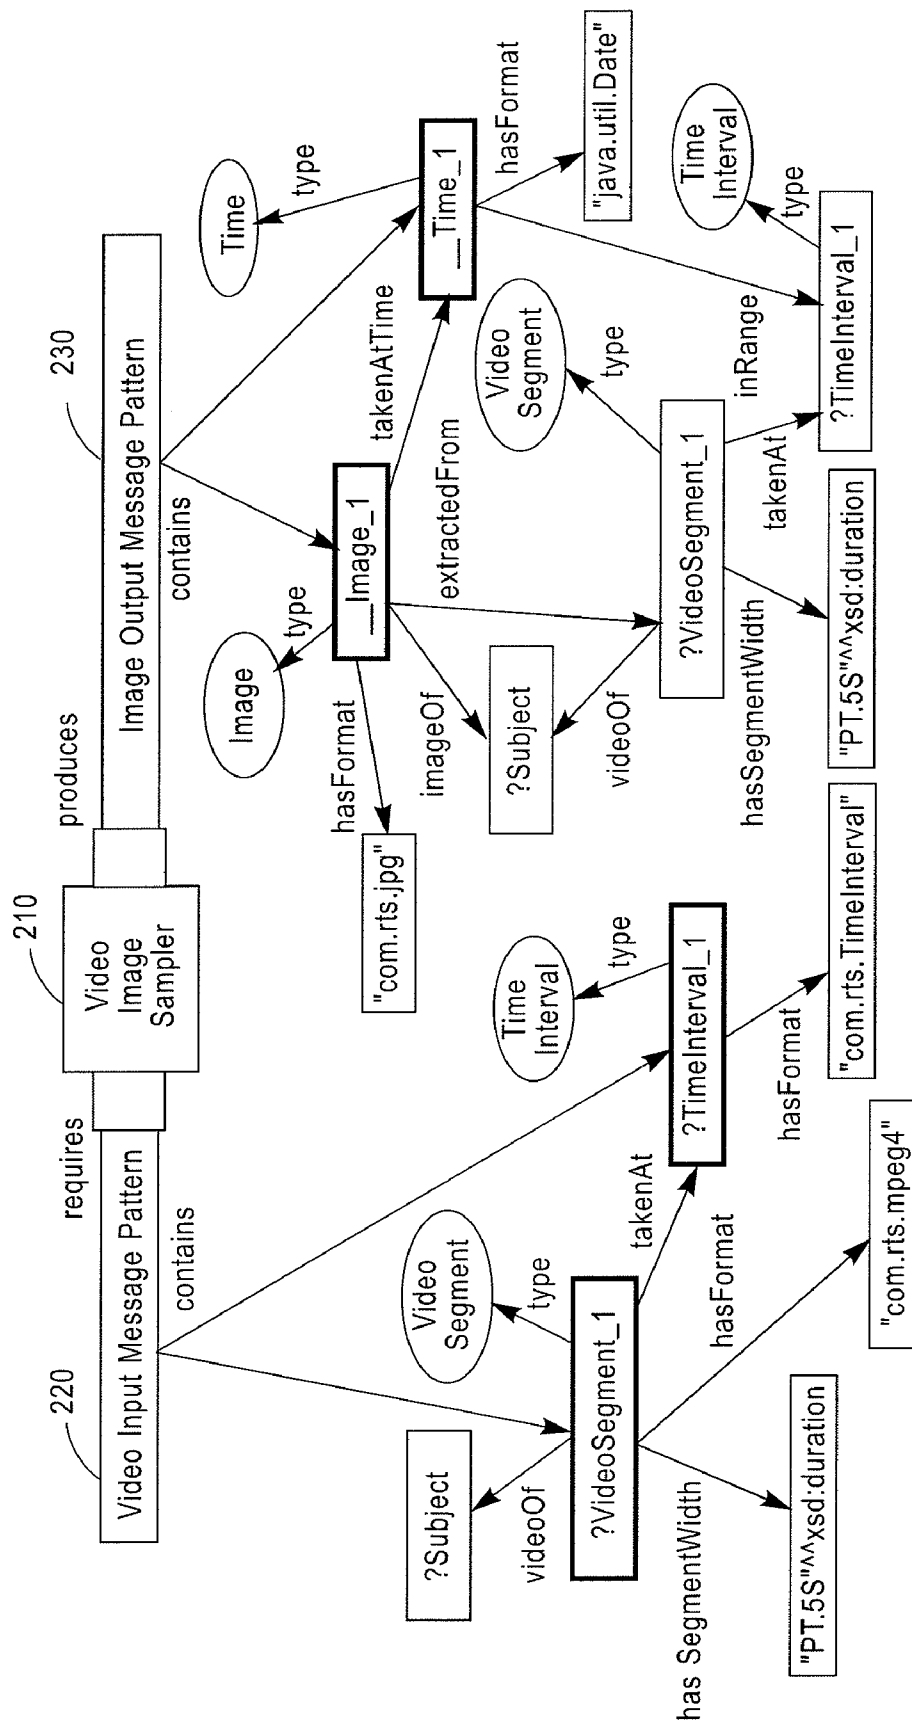 220
Video Input Message Pattern
requires
contains
210
Video
Image
Sampler
produces
230
Image Output Message Pattern
contains
?Subject
videoOf
Video
Segment
type
?VideoSegment_1
takenAt
Time
Interval
type
?TimeInterval_1
has SegmentWidth
"PT.5S"^^xsd:duration
hasFormat
"com.rts.mpeg4"
hasFormat
"com.rts.TimeInterval"
Image
type
hasFormat
"com.rts.jpg"
__Image_1
imageOf
?Subject
extractedFrom
takenAtTime
Time
type
__Time_1
hasFormat
"java.util.Date"
videoOf
Video
Segment
type
?VideoSegment_1
hasSegmentWidth
"PT.5S"^^xsd:duration
takenAt
inRange
Time
Interval
type
?TimeInterval_1